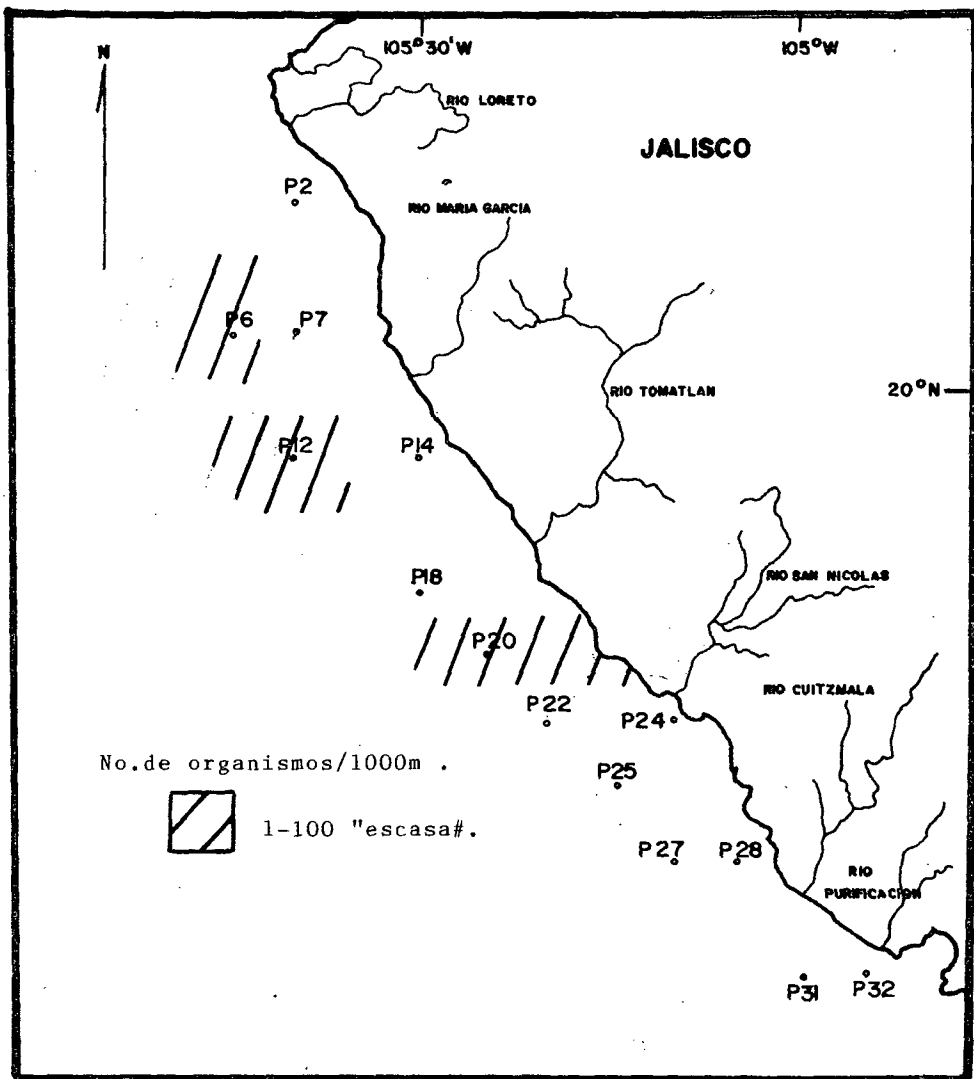 105°30'W
105°W
N
RIO LORETO
JALISCO
P2
RIO MARIA GARCIA
P6
P7
20°N
RIO TOMATLAN
P12
P14
P18
RIO SAN NICOLAS
P20
RIO CUITZMALA
P22
P24
No.de organismos/1000m .
P25
1-100 "escasa#.
P27
P28
RIO
PURIFICACION
P31
P32